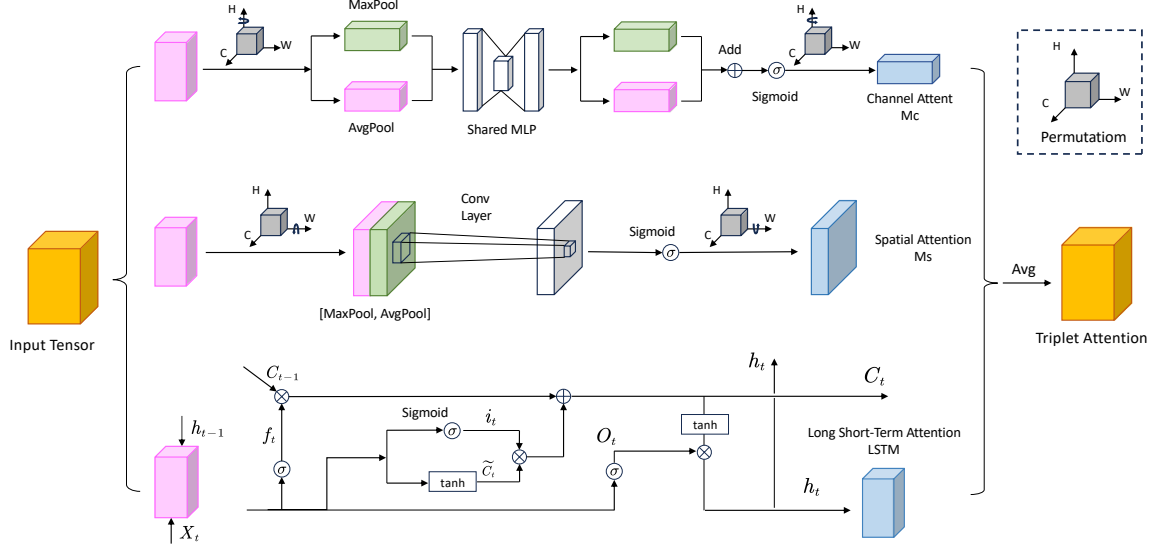 MaxPool
H
W
C
AvgPool
Shared MLP
Add
σ
Sigmoid
H
W
C
Channel Attent
Mc
H
W
C
Permutatiom
Input Tensor
H
W
C
[MaxPool, AvgPool]
Conv
Layer
Sigmoid
σ
H
W
C
Spatial Attention
Ms
Avg
Triplet Attention
C_{t-1}
h_{t-1}
X_t
f_t
σ
Sigmoid
σ
i_t
tanh
\widetilde{C}_t
O_t
σ
tanh
h_t
C_t
h_t
Long Short-Term Attention
LSTM